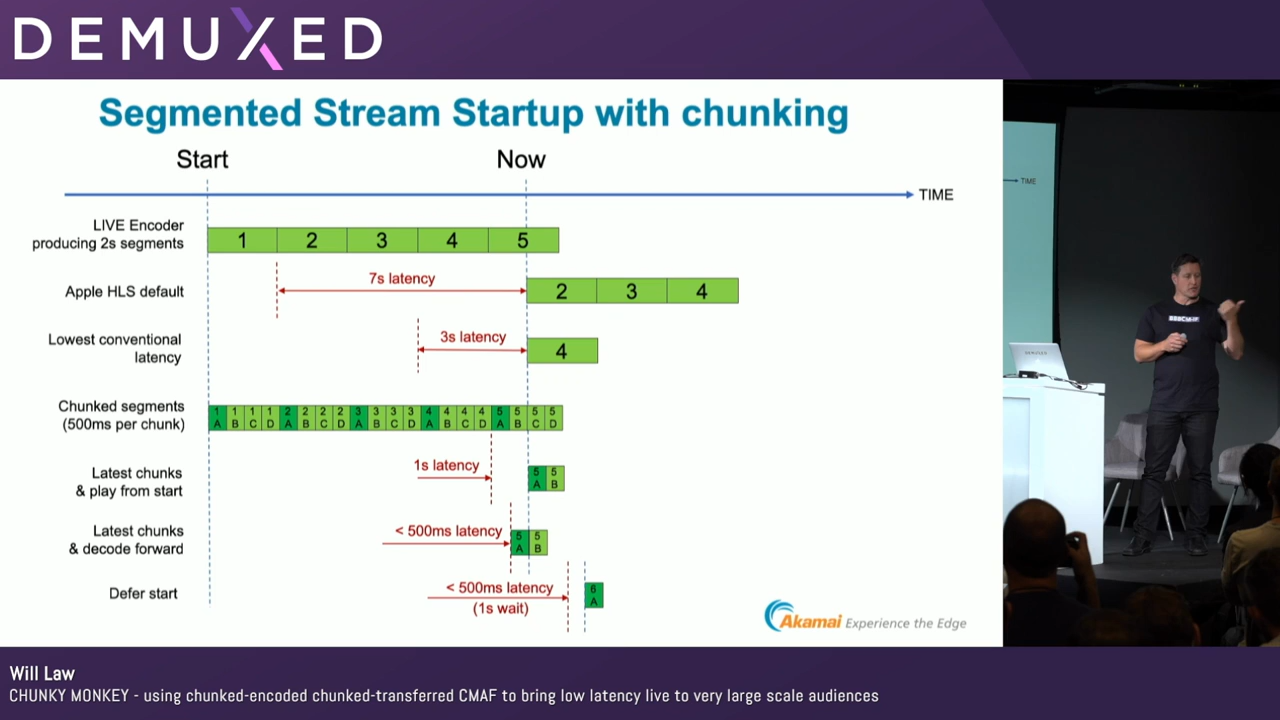 DEMUXED
Segmented Stream Startup with chunking
Start
Now
TIME
LIVE Encoder
producing 2s segments
1 2 3 4 5
Apple HLS default
7s latency
2 3 4
Lowest conventional
latency
3s latency
4
Chunked segments
(500ms per chunk)
1 1 1 1 2 2 2 2 3 3 3 3 4 4 4 4 5 5 5 5
A B C D A B C D A B C D A B C D A B C D
Latest chunks
& play from start
1s latency
5 5
A B
Latest chunks
& decode forward
< 500ms latency
5 5
A B
Defer start
< 500ms latency
(1s wait)
6
A
Akamai Experience the Edge
TIME
Will Law
CHUNKY MONKEY - using chunked-encoded chunked-transferred CMAF to bring low latency live to very large scale audiences